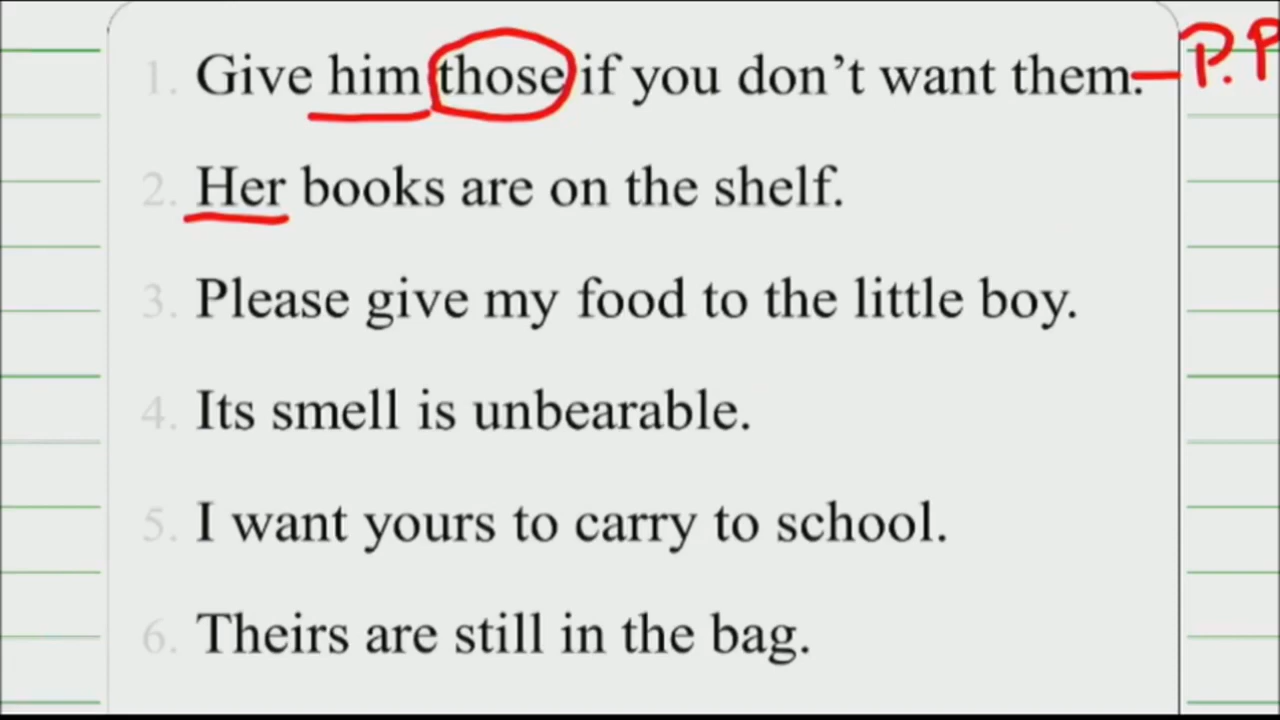 1. Give him those if you don't want them. P.P
2. Her books are on the shelf.
3. Please give my food to the little boy.
4. Its smell is unbearable.
5. I want yours to carry to school.
6. Theirs are still in the bag.